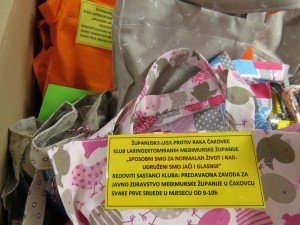 ŽUPANIJSKA LIGA PROTIV RAKA ČAKOVEC
KLUB LARINGEKTOMIRANIH MEĐIMURSKE ŽUPANIJE
"SPOSOBNI SMO ZA NORMALAN ŽIVOT I RAD,
UDRUŽENI SMO JAČI I GLASNIJI"
REDOVITI SASTANCI KLUBA: PREDAVAONA ZAVODA ZA
JAVNO ZDRAVSTVO MEĐIMURSKE ŽUPANIJE U ČAKOVCU
SVAKE PRVE SRIJEDE U MJESECU OD 9-10h